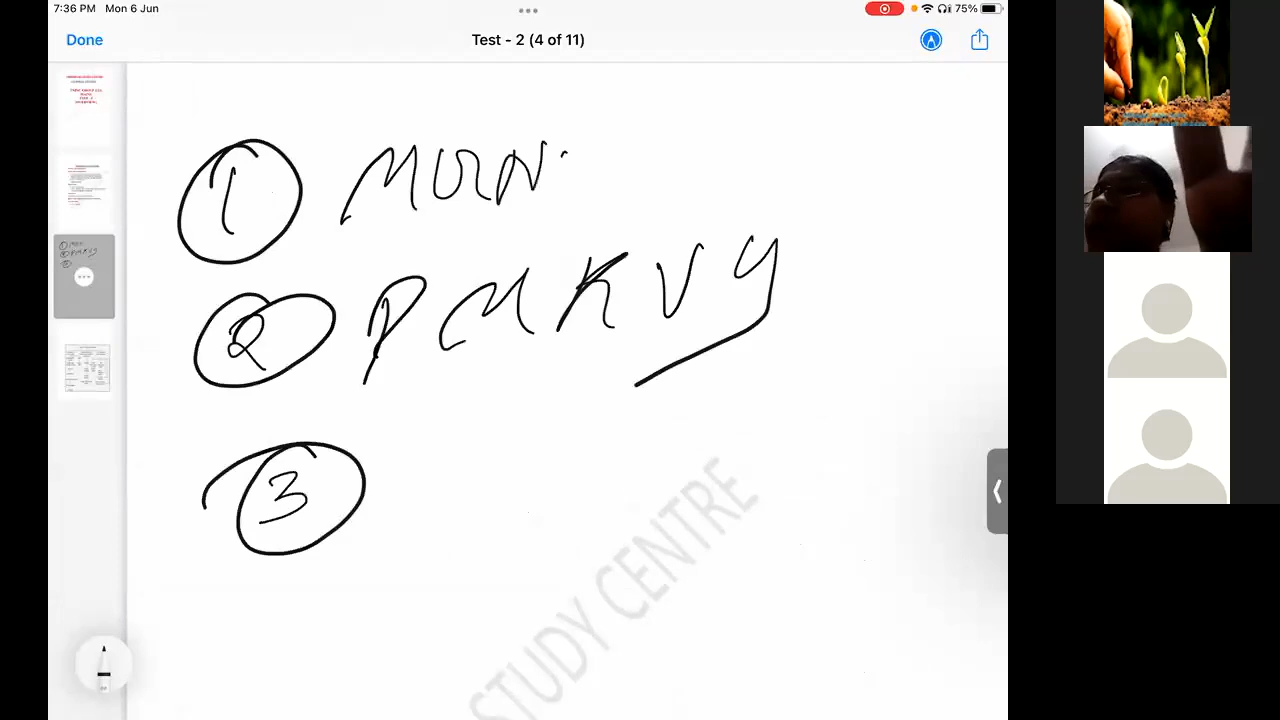 7:36 PM Mon 6 Jun
75%
Done
Test - 2 (4 of 11)
1 MORN
2 PMKVY
3
STUDY CENTRE